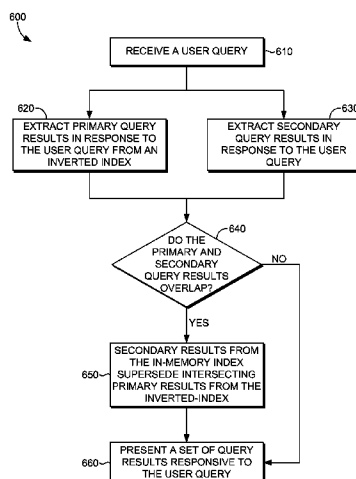 600
RECEIVE A USER QUERY
610
620
EXTRACT PRIMARY QUERY
RESULTS IN RESPONSE TO
THE USER QUERY FROM AN
INVERTED INDEX
630
EXTRACT SECONDARY
QUERY RESULTS IN
RESPONSE TO THE USER
QUERY
640
DO THE
PRIMARY AND
SECONDARY
QUERY RESULTS
OVERLAP?
NO
YES
650
SECONDARY RESULTS FROM
THE IN-MEMORY INDEX
SUPERSEDE INTERSECTING
PRIMARY RESULTS FROM THE
INVERTED-INDEX
660
PRESENT A SET OF QUERY
RESULTS RESPONSIVE TO
THE USER QUERY